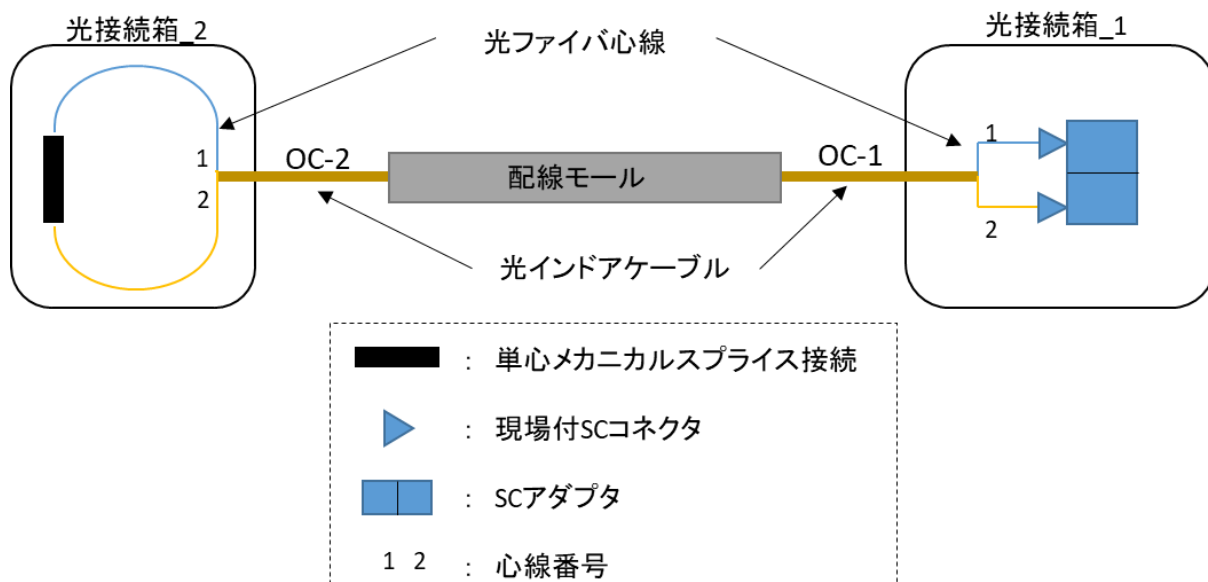 光接続箱_2
光ファイバ心線
光接続箱_1
1
2
OC-2
配線モール
OC-1
1
2
光インドアケーブル
： 単心メカニカルスプライス接続
： 現場付SCコネクタ
： SCアダプタ
1 2 ： 心線番号